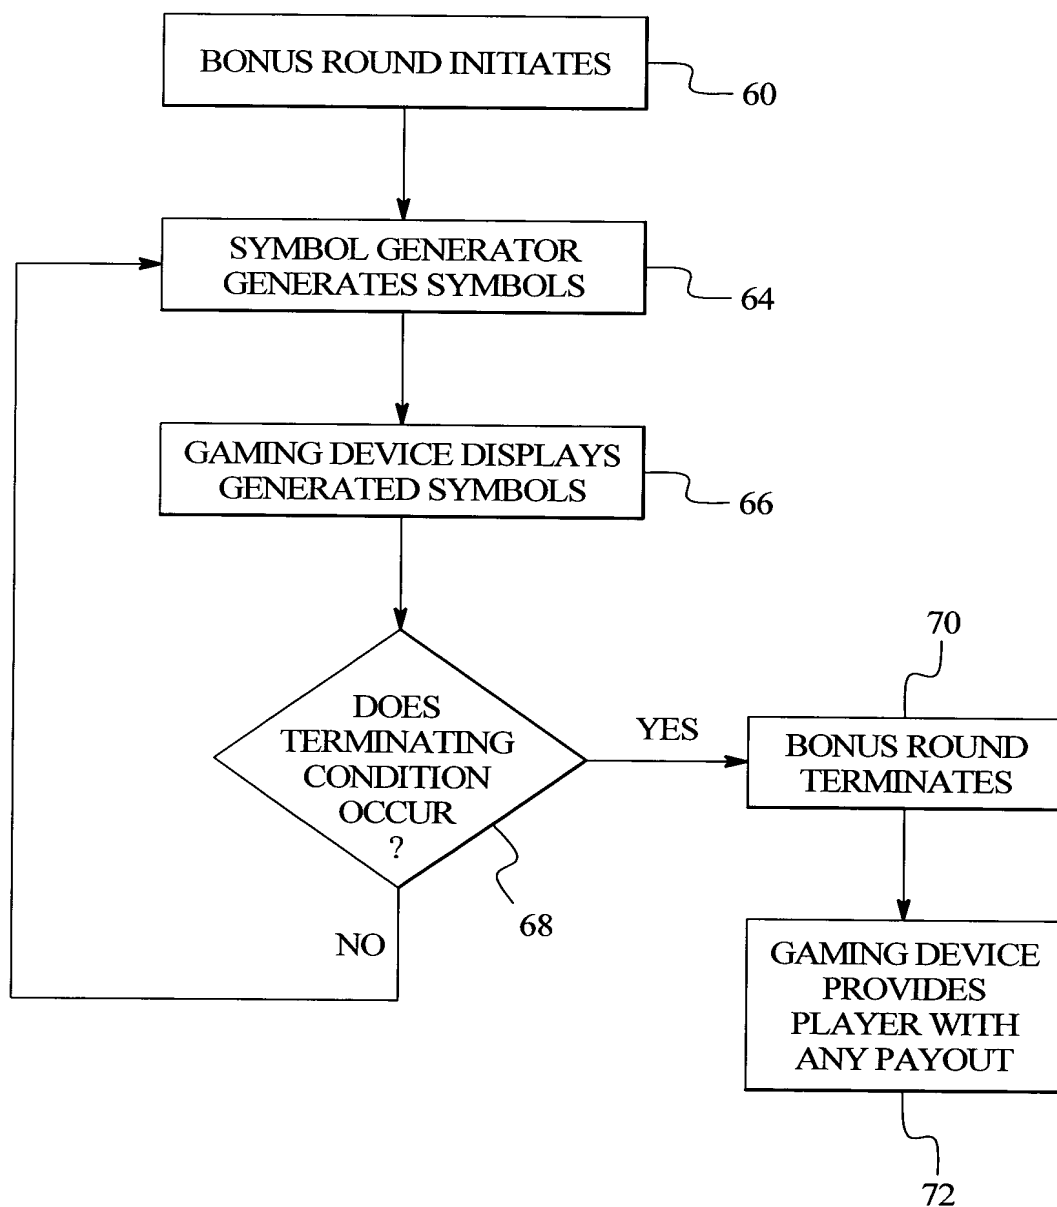 BONUS ROUND INITIATES
60
SYMBOL GENERATOR
GENERATES SYMBOLS
64
GAMING DEVICE DISPLAYS
GENERATED SYMBOLS
66
DOES
TERMINATING
CONDITION
OCCUR
?
68
YES
NO
70
BONUS ROUND
TERMINATES
GAMING DEVICE
PROVIDES
PLAYER WITH
ANY PAYOUT
72